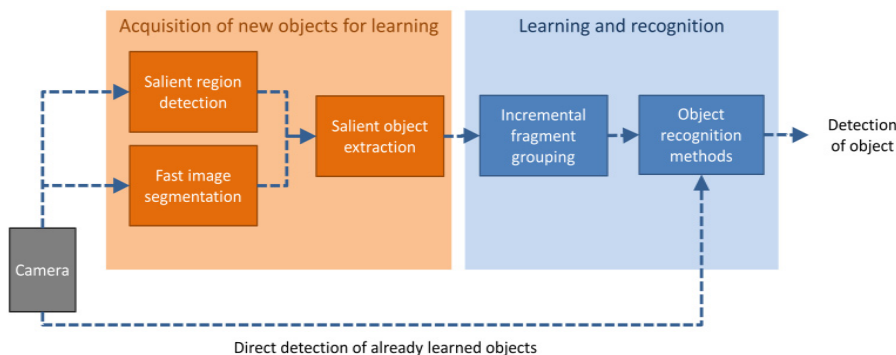 Acquisition of new objects for learning
Learning and recognition
Salient region
detection
Fast image
segmentation
Salient object
extraction
Incremental
fragment
grouping
Object
recognition
methods
Detection
of object
Camera
Direct detection of already learned objects